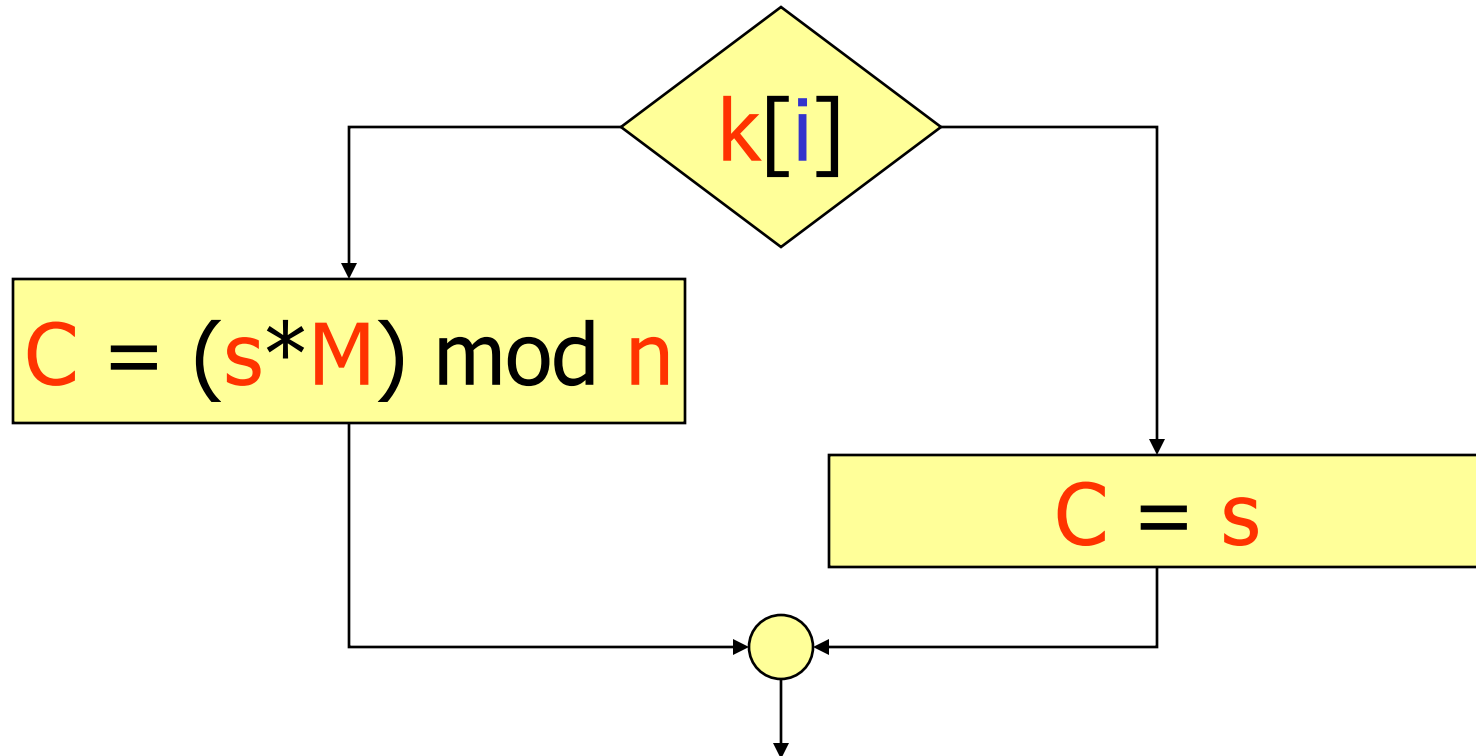 k[i]
C = (s*M) mod n
C = s